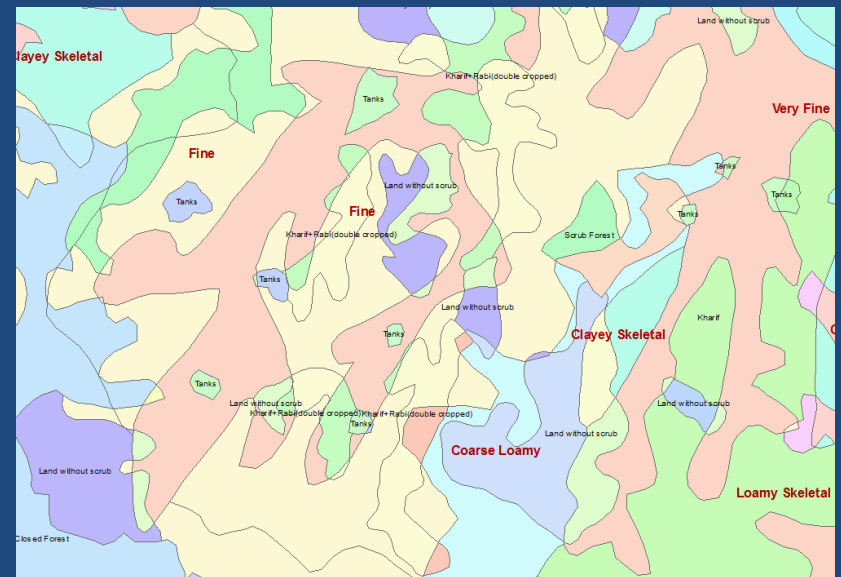 Land without scrub
Clayey Skeletal
Kharif+Rabi(double cropped)
Tanks
Very Fine
Fine
Tanks
Land without scrub
Tanks
Tanks
Fine
Tanks
Kharif+Rabi(double cropped)
Scrub Forest
Tanks
Land without scrub
Kharif
Tanks
Clayey Skeletal
Tanks
Land without scrub
Land without scrub
Kharif+Rabi(double cropped)
Kharif+Rabi(double cropped)
Tanks
Land without scrub
Coarse Loamy
Land without scrub
Loamy Skeletal
Closed Forest